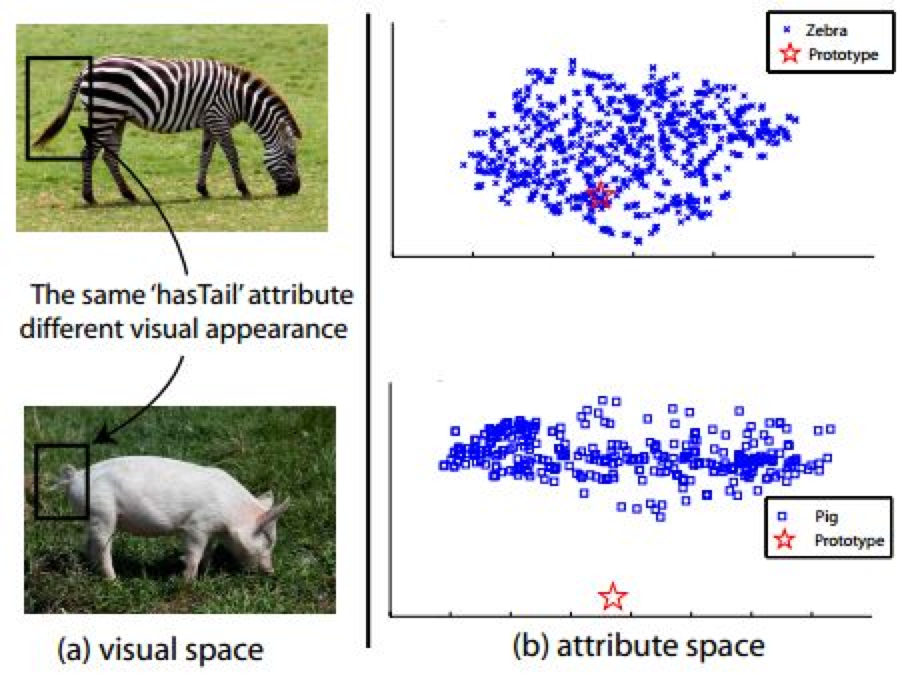 Zebra
Prototype
The same 'hasTail' attribute
different visual appearance
Pig
Prototype
(a) visual space
(b) attribute space